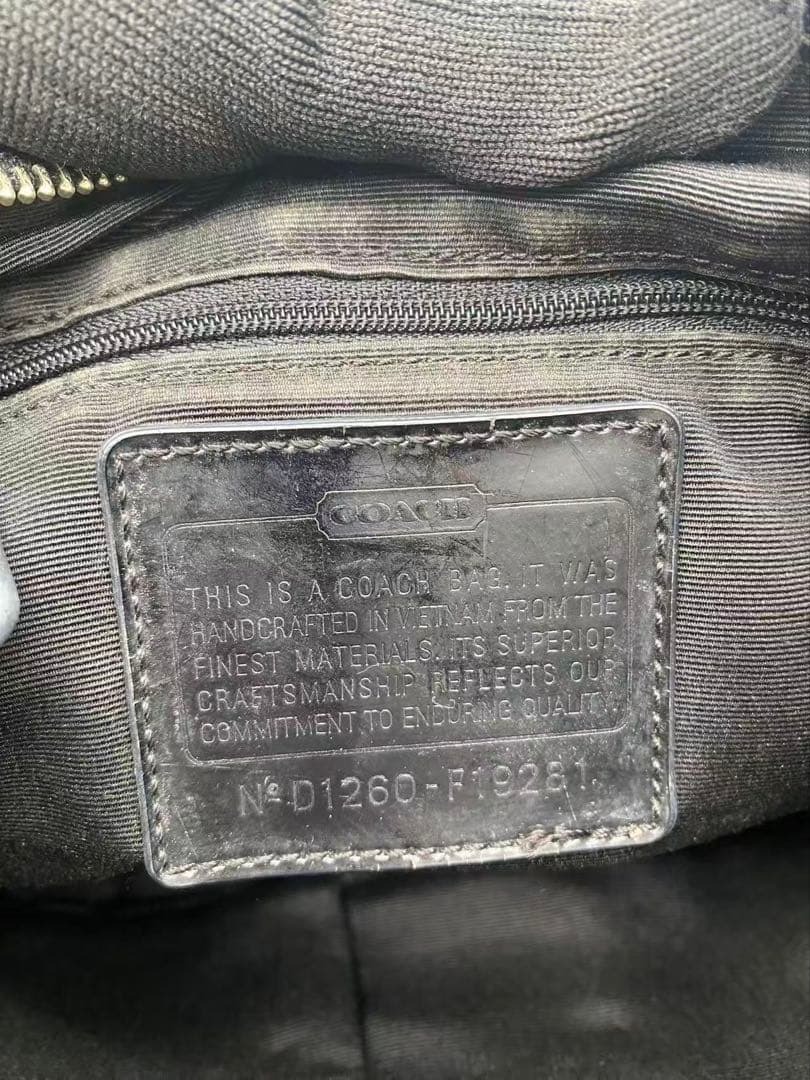 COACH
THIS IS A COACH BAG. IT WAS
HANDCRAFTED IN VIETNAM FROM THE
FINEST MATERIALS. ITS SUPERIOR
CRAFTSMANSHIP REFLECTS OUR
COMMITMENT TO ENDURING QUALITY.
Nº D1260-F19281